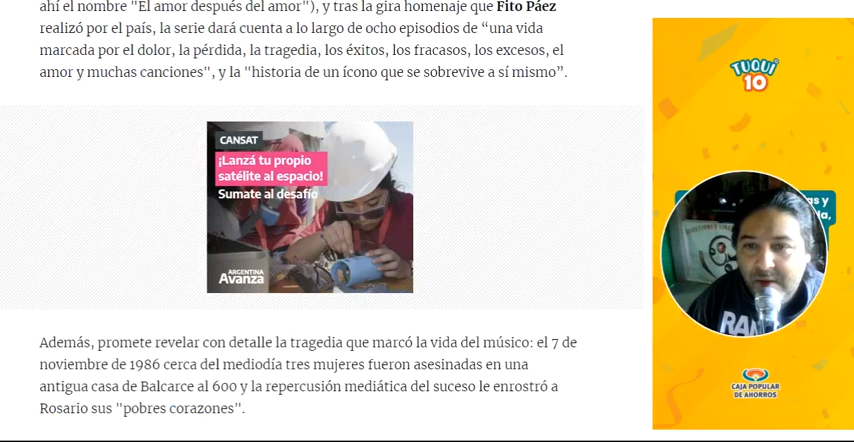 ahí el nombre "El amor después del amor"), y tras la gira homenaje que Fito Páez
realizó por el país, la serie dará cuenta a lo largo de ocho episodios de “una vida
marcada por el dolor, la pérdida, la tragedia, los éxitos, los fracasos, los excesos, el
amor y muchas canciones", y la "historia de un ícono que se sobrevive a sí mismo”.
CANSAT
¡Lanzá tu propio
satélite al espacio!
Sumate al desafío
ARGENTINA
Avanza
Además, promete revelar con detalle la tragedia que marcó la vida del músico: el 7 de
noviembre de 1986 cerca del mediodía tres mujeres fueron asesinadas en una
antigua casa de Balcarce al 600 y la repercusión mediática del suceso le enrostró a
Rosario sus "pobres corazones".
TUQUI
10
CAJA POPULAR
DE AHORROS